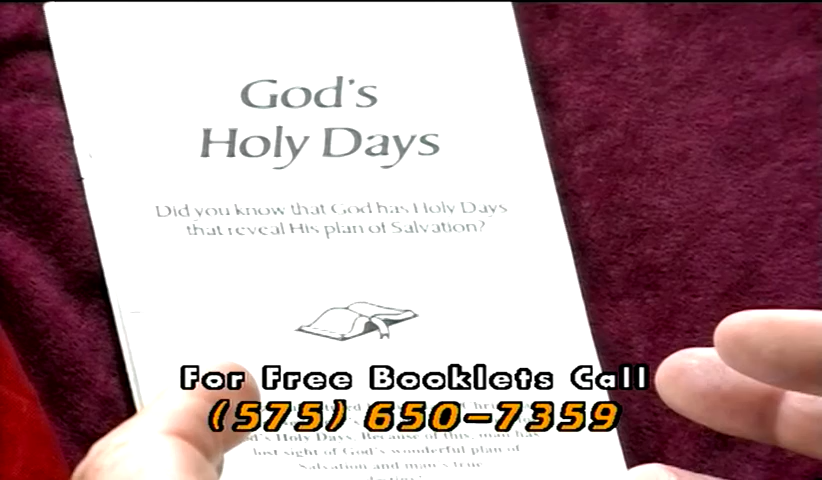 God's
Holy Days
Did you know that God has Holy Days
that reveal His plan of Salvation?
For Free Booklets Call
(575) 650-7359
Holy Days. Because of this, man has
lost sight of God's wonderful plan of
Salvation and man's true